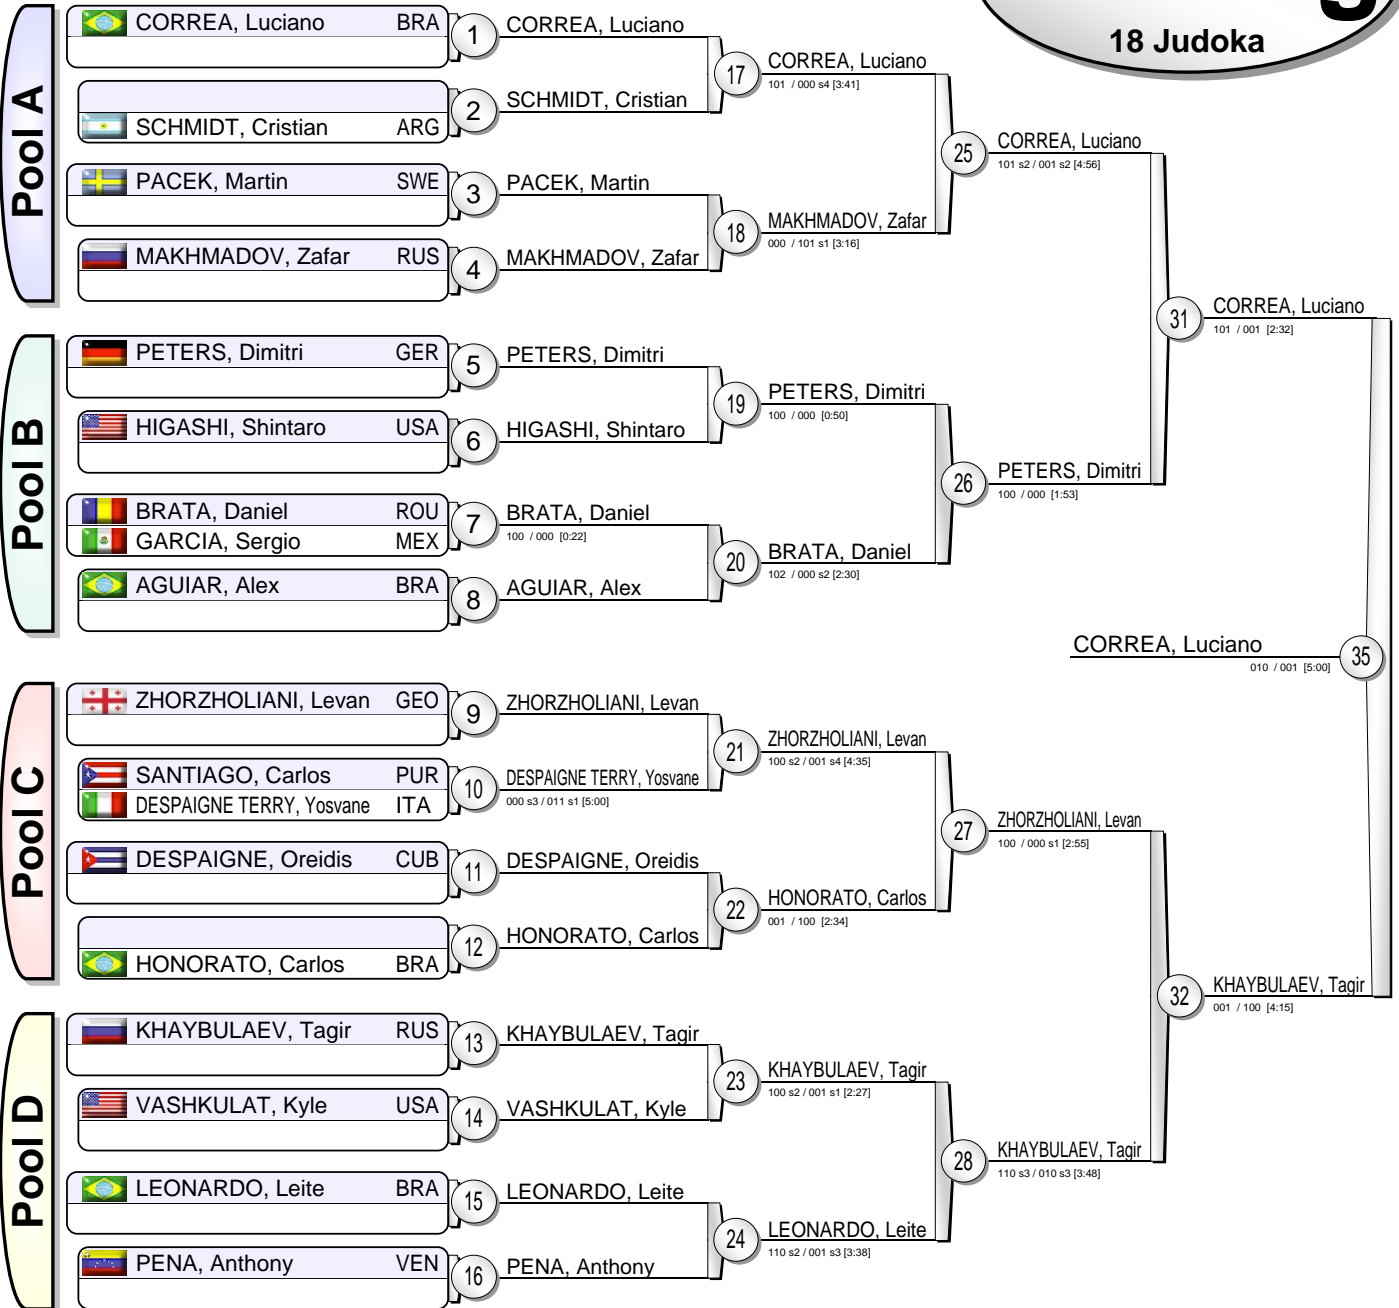 18 Judoka
Pool A
CORREA, Luciano BRA
1
CORREA, Luciano
17
CORREA, Luciano
101 / 000 s4 [3:41]
SCHMIDT, Cristian ARG
2
SCHMIDT, Cristian
25
CORREA, Luciano
101 s2 / 001 s2 [4:56]
PACEK, Martin SWE
3
PACEK, Martin
18
MAKHMADOV, Zafar
000 / 101 s1 [3:16]
MAKHMADOV, Zafar RUS
4
MAKHMADOV, Zafar
31
CORREA, Luciano
101 / 001 [2:32]
Pool B
PETERS, Dimitri GER
5
PETERS, Dimitri
19
PETERS, Dimitri
100 / 000 [0:50]
HIGASHI, Shintaro USA
6
HIGASHI, Shintaro
26
PETERS, Dimitri
100 / 000 [1:53]
BRATA, Daniel ROU
GARCIA, Sergio MEX
7
BRATA, Daniel
100 / 000 [0:22]
20
BRATA, Daniel
102 / 000 s2 [2:30]
AGUIAR, Alex BRA
8
AGUIAR, Alex
CORREA, Luciano
010 / 001 [5:00]
35
Pool C
ZHORZHOLIANI, Levan GEO
9
ZHORZHOLIANI, Levan
21
ZHORZHOLIANI, Levan
100 s2 / 001 s4 [4:35]
SANTIAGO, Carlos PUR
DESPAIGNE TERRY, Yosvane ITA
10
DESPAIGNE TERRY, Yosvane
000 s3 / 011 s1 [5:00]
27
ZHORZHOLIANI, Levan
100 / 000 s1 [2:55]
DESPAIGNE, Oreidis CUB
11
DESPAIGNE, Oreidis
22
HONORATO, Carlos
001 / 100 [2:34]
HONORATO, Carlos BRA
12
HONORATO, Carlos
32
KHAYBULAEV, Tagir
001 / 100 [4:15]
Pool D
KHAYBULAEV, Tagir RUS
13
KHAYBULAEV, Tagir
23
KHAYBULAEV, Tagir
100 s2 / 001 s1 [2:27]
VASHKULAT, Kyle USA
14
VASHKULAT, Kyle
28
KHAYBULAEV, Tagir
110 s3 / 010 s3 [3:48]
LEONARDO, Leite BRA
15
LEONARDO, Leite
24
LEONARDO, Leite
110 s2 / 001 s3 [3:38]
PENA, Anthony VEN
16
PENA, Anthony